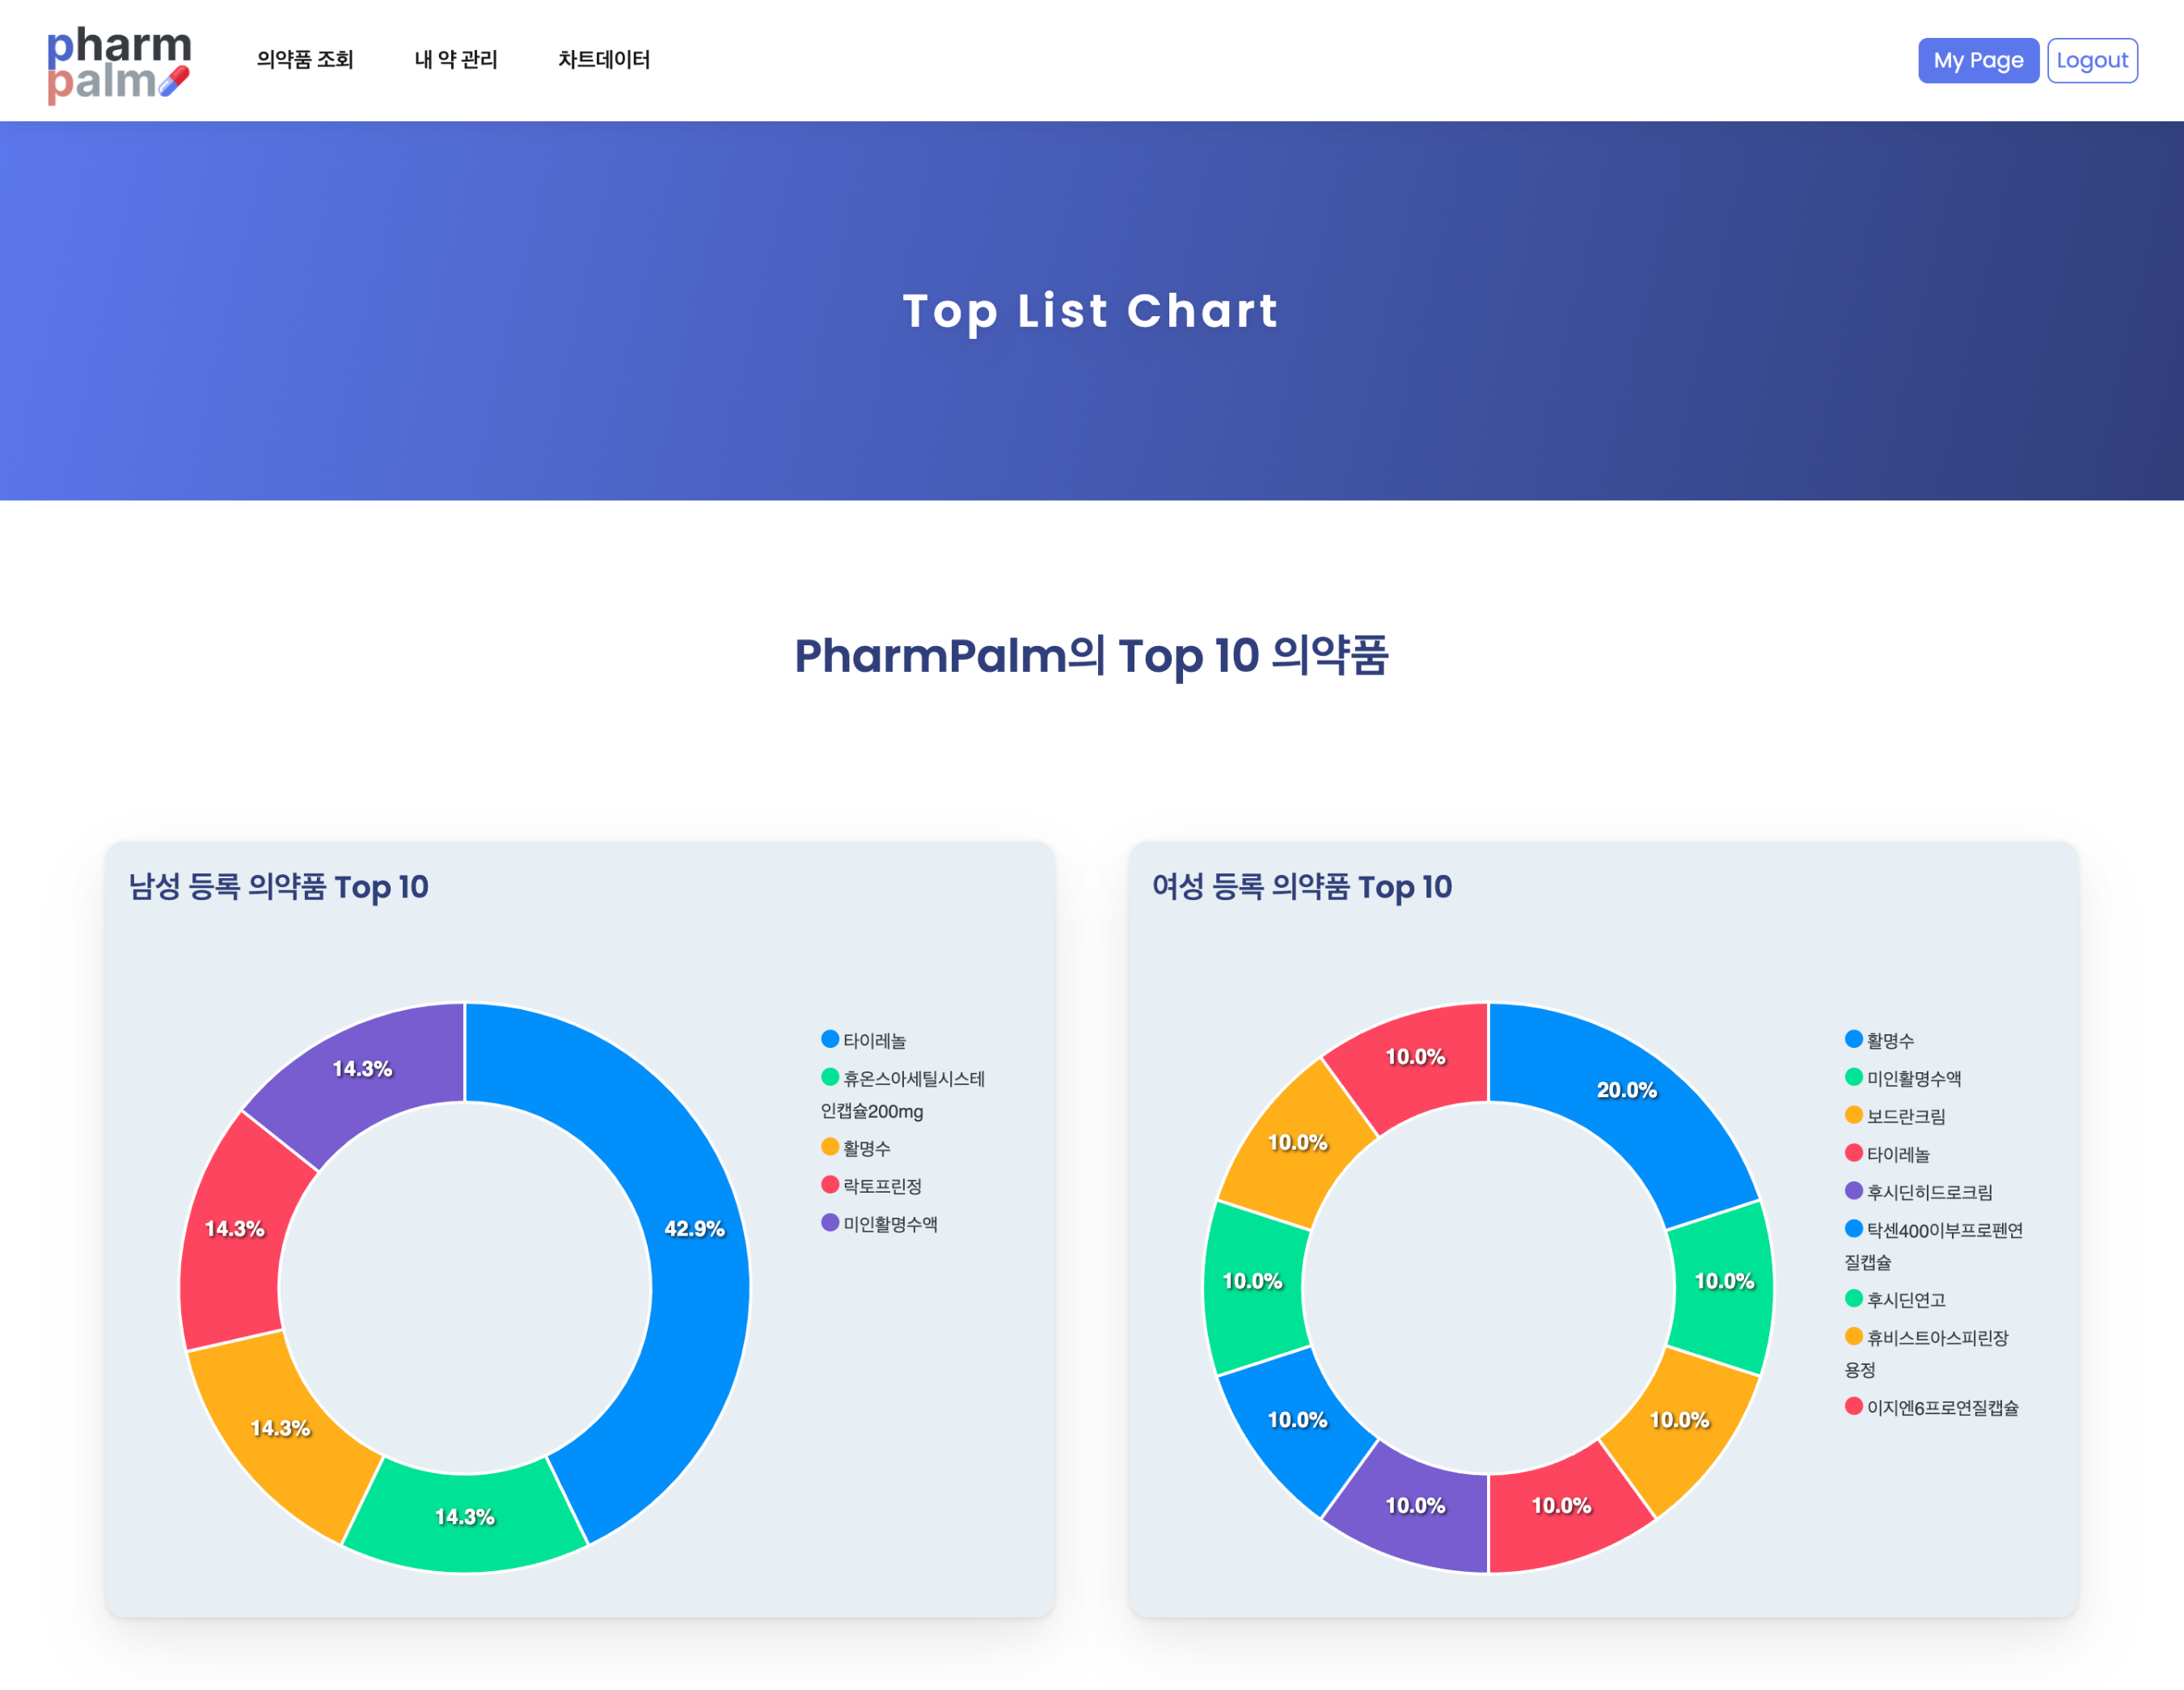 pharm
palm
의약품 조회
내 약 관리
차트데이터
My Page
Logout
Top List Chart
PharmPalm의 Top 10 의약품
남성 등록 의약품 Top 10
14.3%
42.9%
14.3%
14.3%
14.3%
타이레놀
휴온스아세틸시스테
인캡슐200mg
활명수
락토프린정
미인활명수액
여성 등록 의약품 Top 10
10.0%
20.0%
10.0%
10.0%
10.0%
10.0%
10.0%
10.0%
10.0%
활명수
미인활명수액
보드란크림
타이레놀
후시딘히드로크림
탁센400이부프로펜연
질캡슐
후시딘연고
휴비스트아스피린장
용정
이지엔6프로연질캡슐